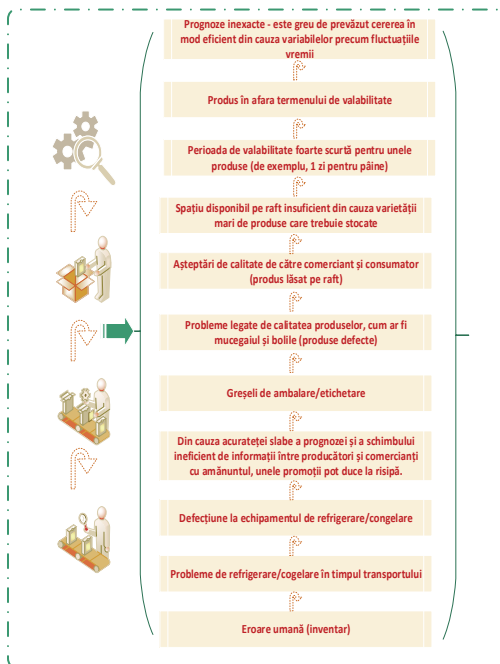 Prognoze inexacte - este greu de prevăzut cererea în
mod eficient din cauza variabilelor precum fluctuațiile
vremii
Produs în afara termenului de valabilitate
Perioada de valabilitate foarte scurtă pentru unele
produse (de exemplu, 1 zi pentru pâine)
Spațiu disponibil pe raft insuficient din cauza varietății
mari de produse care trebuie stocate
Așteptări de calitate de către comerciant și consumator
(produs lăsat pe raft)
Probleme legate de calitatea produselor, cum ar fi
mucegaiul și bolile (produse defecte)
Greșeli de ambalare/etichetare
Din cauza acurateței slabe a prognozei și a schimbului
ineficient de informații între producători și comercianți
cu amănuntul, unele promoții pot duce la risipă.
Defecțiune la echipamentul de refrigerare/congelare
Probleme de refrigerare/cogelare în timpul transportului
Eroare umană (inventar)